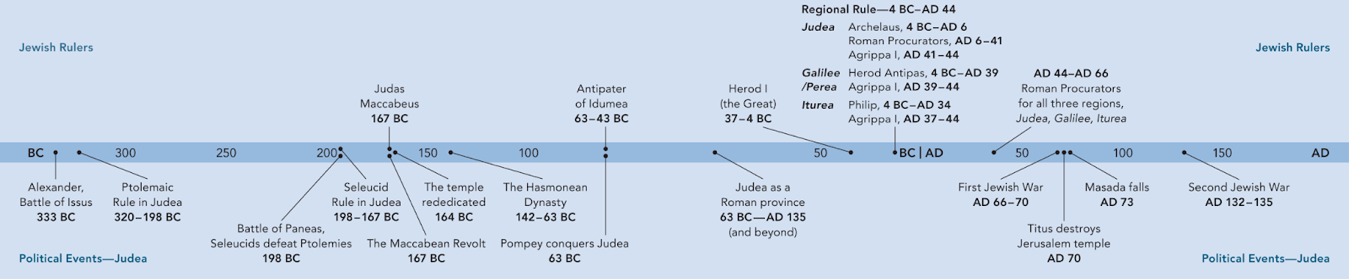 Regional Rule—4 BC–AD 44
Jewish Rulers
Judea Archelaus, 4 BC–AD 6
Roman Procurators, AD 6–41
Agrippa I, AD 41–44
Jewish Rulers
Galilee Herod Antipas, 4 BC–AD 39
/Perea Agrippa I, AD 39–44
Iturea Philip, 4 BC–AD 34
Agrippa I, AD 37–44
Judas
Maccabeus
167 BC
Antipater
of Idumea
63–43 BC
Herod I
(the Great)
37–4 BC
AD 44–AD 66
Roman Procurators
for all three regions,
Judea, Galilee, Iturea
BC 300 250 200 150 100 50 BC | AD 50 100 150 AD
Alexander,
Battle of Issus
333 BC
Ptolemaic
Rule in Judea
320–198 BC
Battle of Paneas,
Seleucids defeat Ptolemies
198 BC
Seleucid
Rule in Judea
198–167 BC
The Maccabean Revolt
167 BC
The temple
rededicated
164 BC
The Hasmonean
Dynasty
142–63 BC
Pompey conquers Judea
63 BC
Judea as a
Roman province
63 BC—AD 135
(and beyond)
First Jewish War
AD 66–70
Titus destroys
Jerusalem temple
AD 70
Masada falls
AD 73
Second Jewish War
AD 132–135
Political Events—Judea
Political Events—Judea